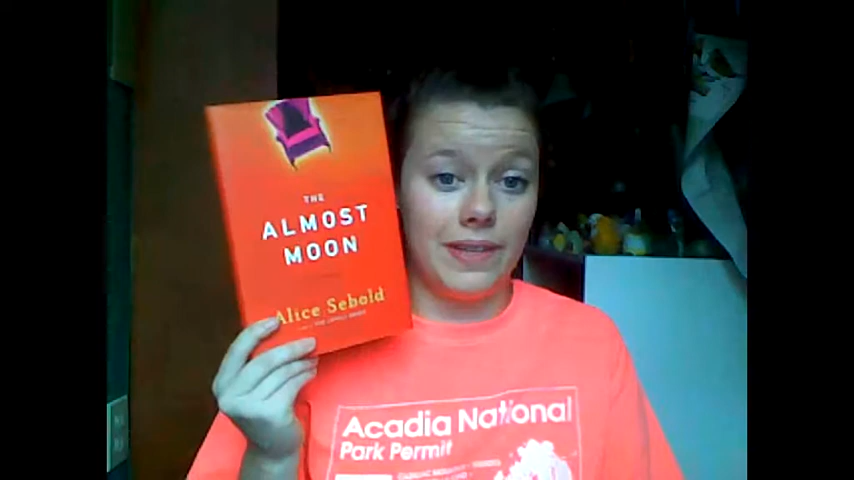 THE
ALMOST
MOON
Alice Sebold
Acadia National
Park Permit